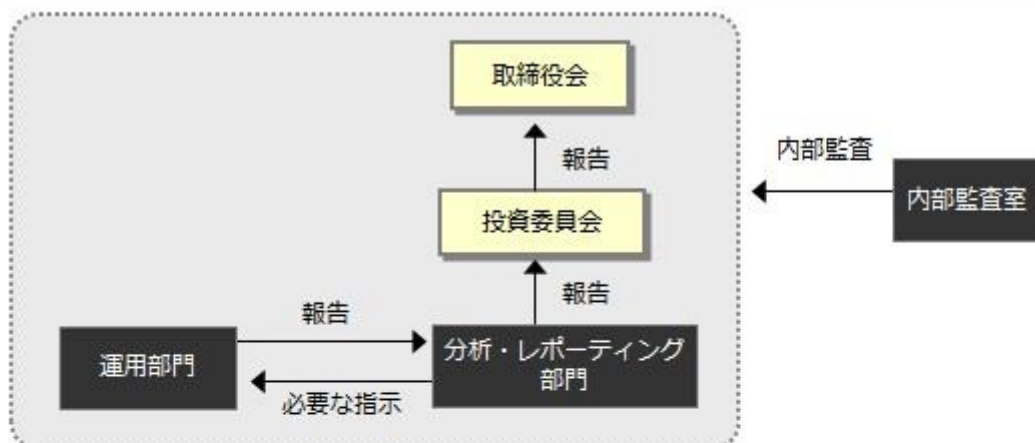 取締役会
報告
内部監査
内部監査室
投資委員会
報告
報告
運用部門
分析・レポーティング
部門
必要な指示